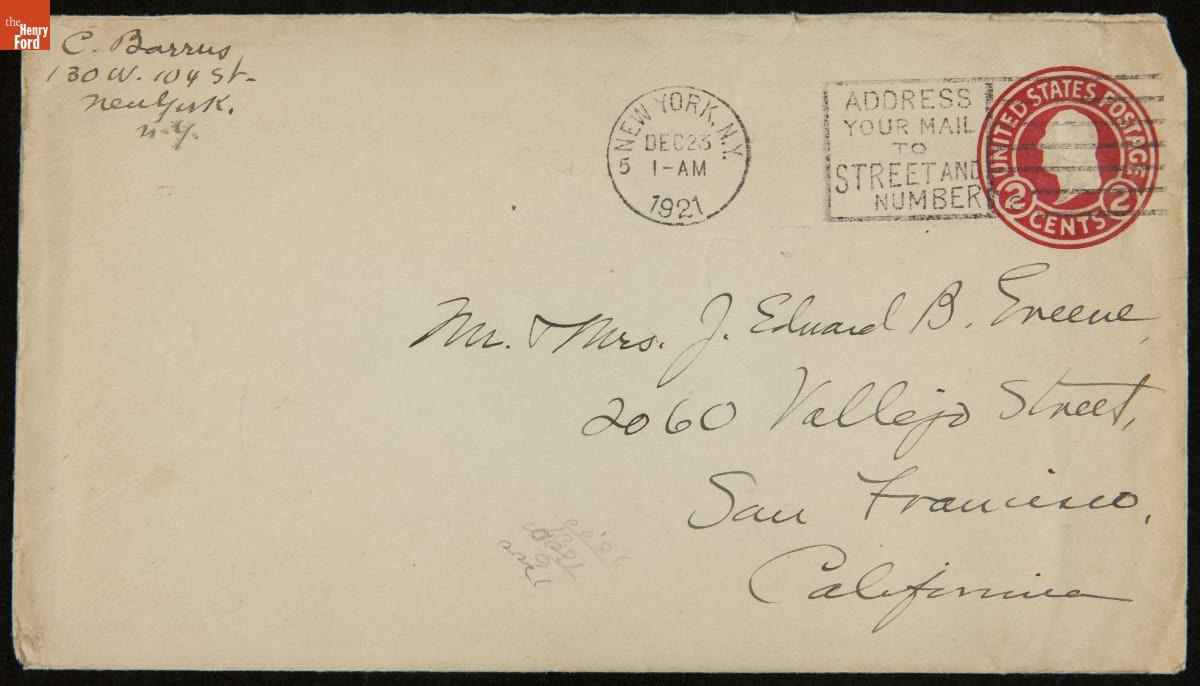 the
Henry
Ford
C. Barrus
130 W. 104 St-
New York.
N.Y.
NEW YORK, N.Y.
DEC 23
5 1-AM
1921
ADDRESS
YOUR MAIL
TO
STREET AND
NUMBER
UNITED STATES POSTAGE
2 CENTS 2
Mr. & Mrs. J. Edward B. Greene,
2060 Vallejo Street,
San Francisco,
California